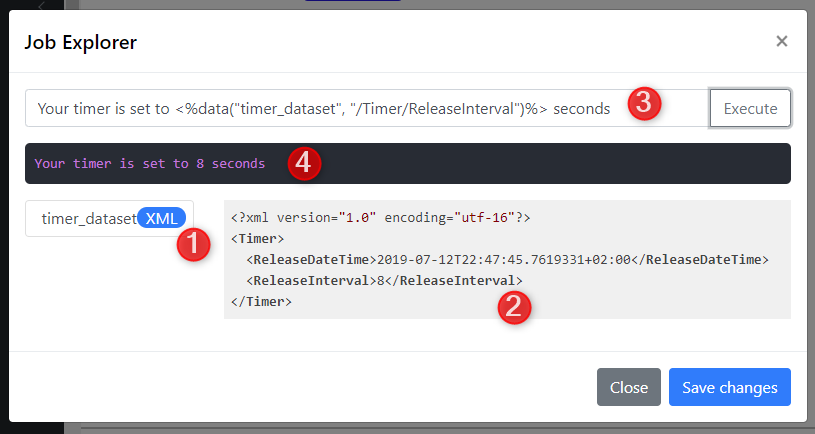 Job Explorer
×
Your timer is set to <%data("timer_dataset", "/Timer/ReleaseInterval")%> seconds
3
Execute
Your timer is set to 8 seconds
4
timer_dataset XML
1
<?xml version="1.0" encoding="utf-16"?>
<Timer>
<ReleaseDateTime>2019-07-12T22:47:45.7619331+02:00</ReleaseDateTime>
<ReleaseInterval>8</ReleaseInterval>
</Timer>
2
Close
Save changes